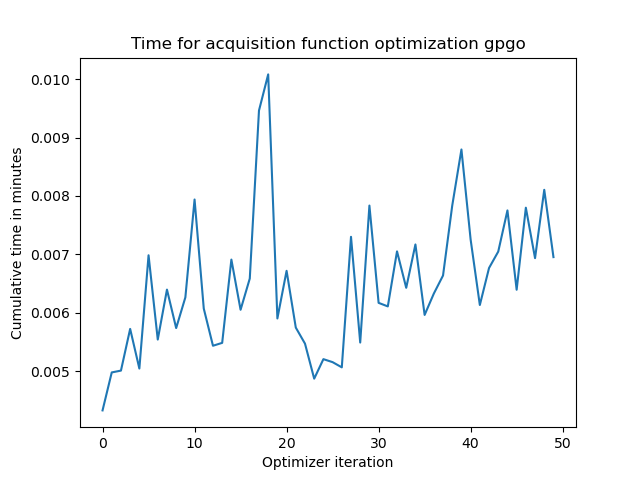 Time for acquisition function optimization gpgo
Cumulative time in minutes
0.010
0.009
0.008
0.007
0.006
0.005
0 10 20 30 40 50
Optimizer iteration